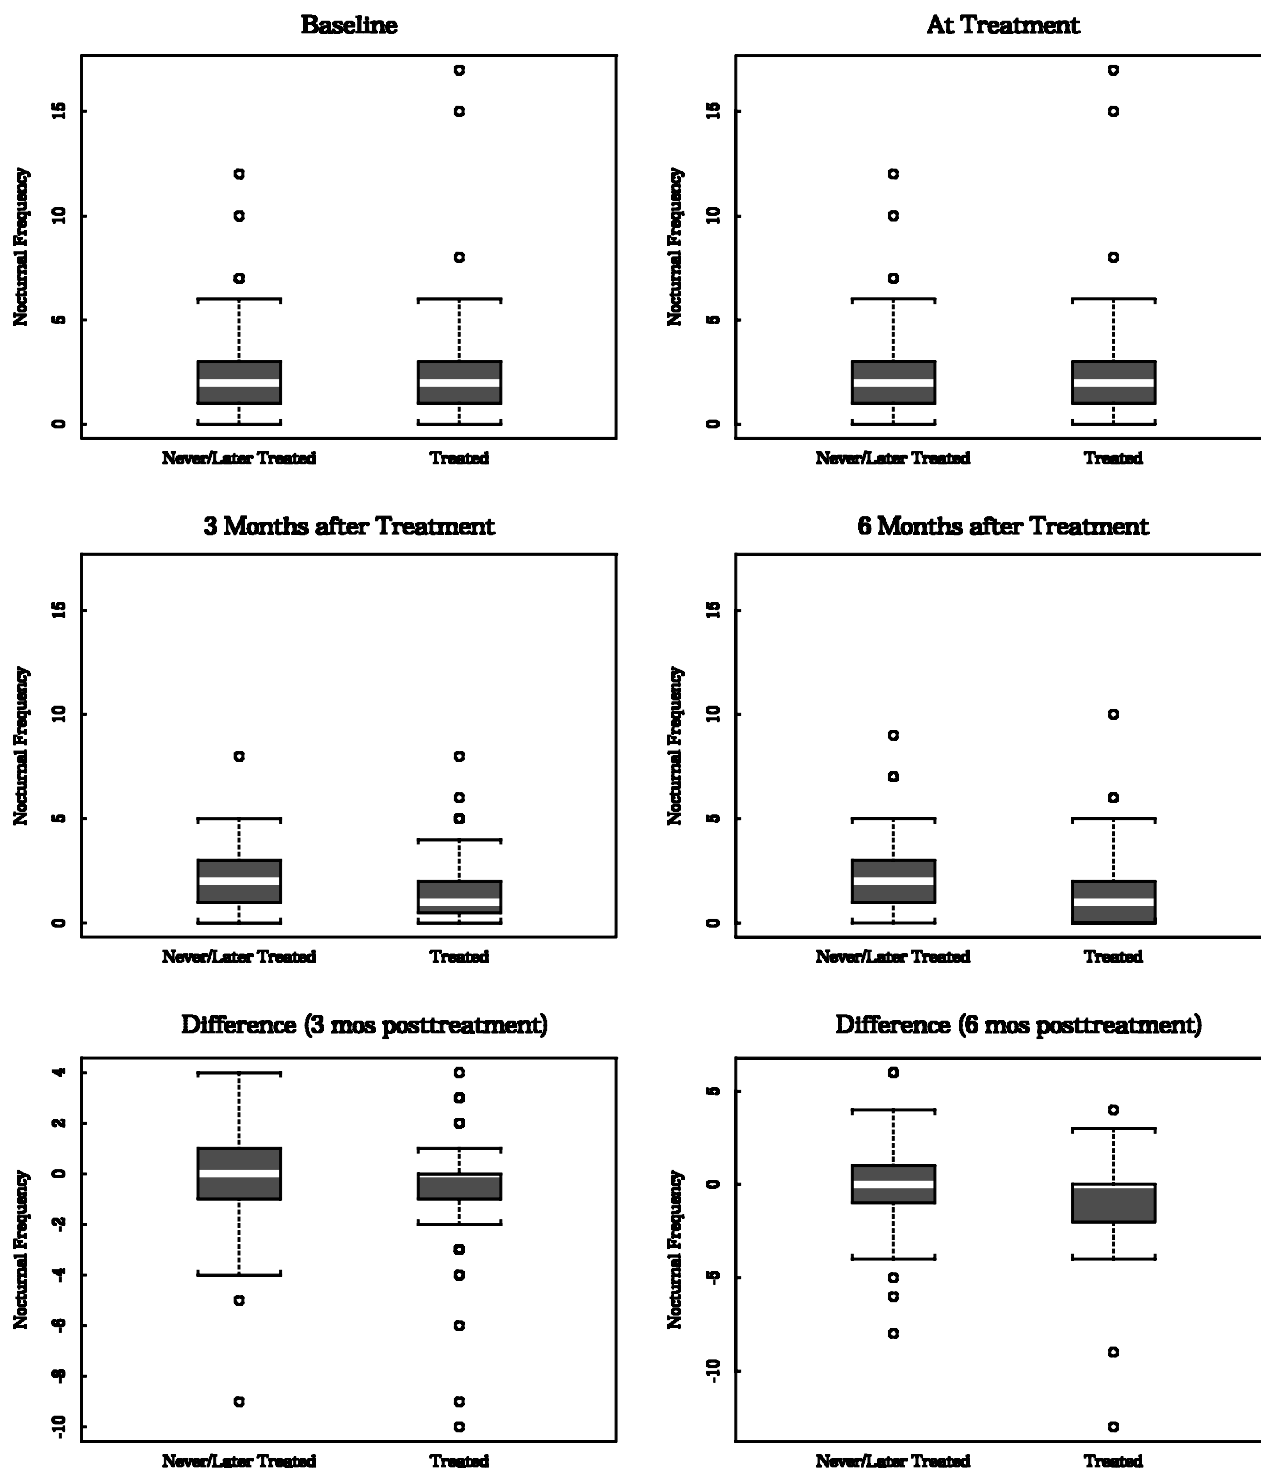 Baseline
At Treatment
Nocturnal Frequency
15
10
5
0
Never/Later Treated
Treated
Nocturnal Frequency
15
10
5
0
Never/Later Treated
Treated
3 Months after Treatment
6 Months after Treatment
Nocturnal Frequency
15
10
5
0
Never/Later Treated
Treated
Nocturnal Frequency
15
10
5
0
Never/Later Treated
Treated
Difference (3 mos posttreatment)
Difference (6 mos posttreatment)
Nocturnal Frequency
4
2
0
-2
-4
-6
-8
-10
Never/Later Treated
Treated
Nocturnal Frequency
5
0
-5
-10
Never/Later Treated
Treated